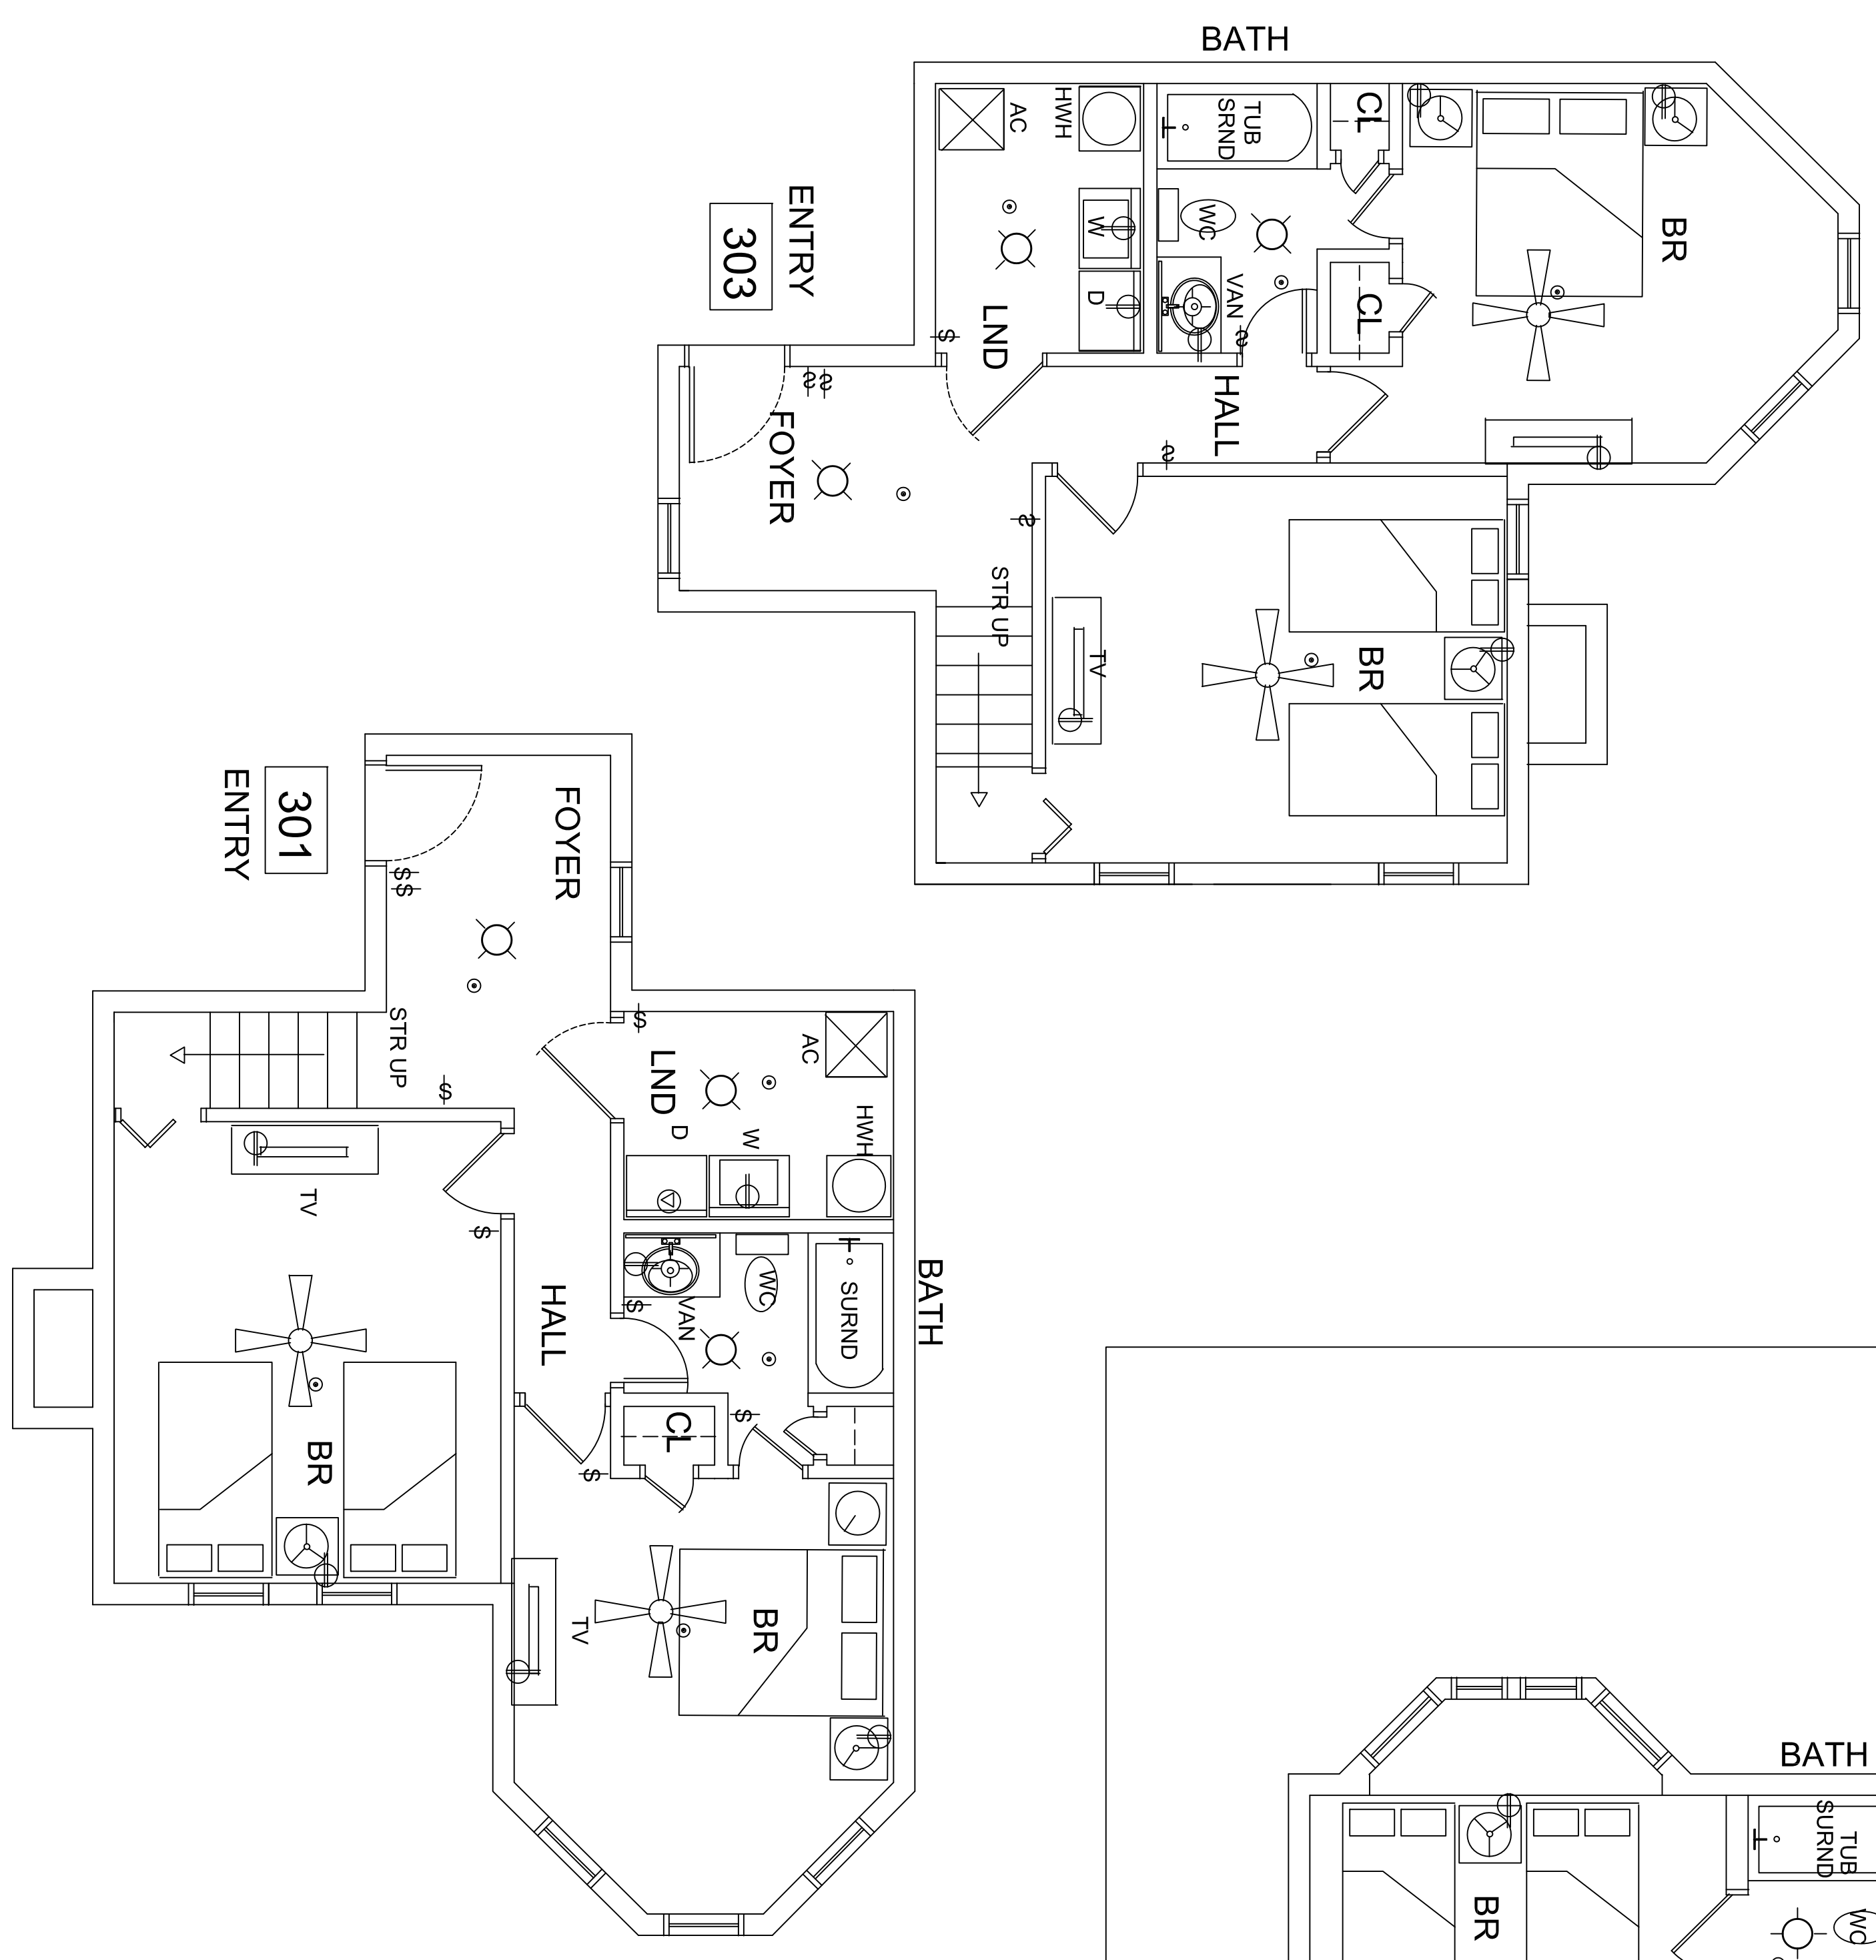 BATH
AC
HWH
TUB
SRND
CL
BR
ENTRY
303
W
WC
D
VAN
CL
LND
$
$
$$
FOYER
HALL
$
$
STR UP
TV
BR
ENTRY
301
FOYER
$$
STR UP
$
LND
AC
$
D
W
HWH
TV
$
HALL
WC
VAN
$
SURND
BATH
CL
$
$
BR
TV
BR
BATH
TUB
SURND
BR
WC